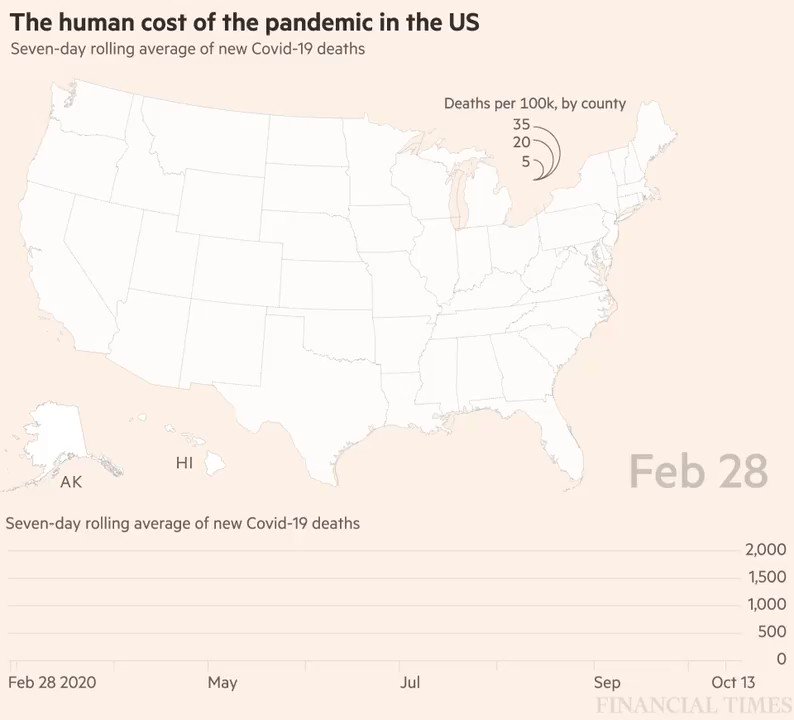 The human cost of the pandemic in the US
Seven-day rolling average of new Covid-19 deaths
Deaths per 100k, by county
35
20
5
AK
HI
Feb 28
Seven-day rolling average of new Covid-19 deaths
2,000
1,500
1,000
500
0
Feb 28 2020 May Jul Sep Oct 13
FINANCIAL TIMES